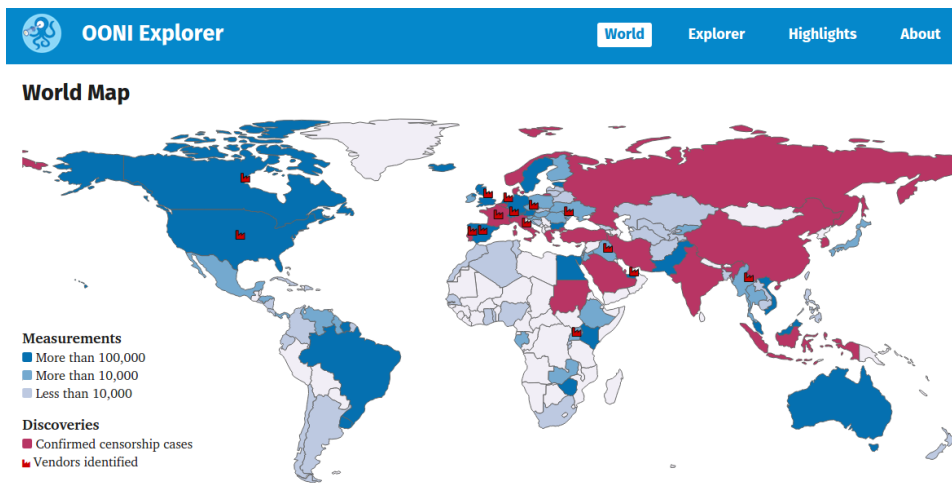 OONI Explorer
World Explorer Highlights About
World Map
Measurements
More than 100,000
More than 10,000
Less than 10,000
Discoveries
Confirmed censorship cases
Vendors identified